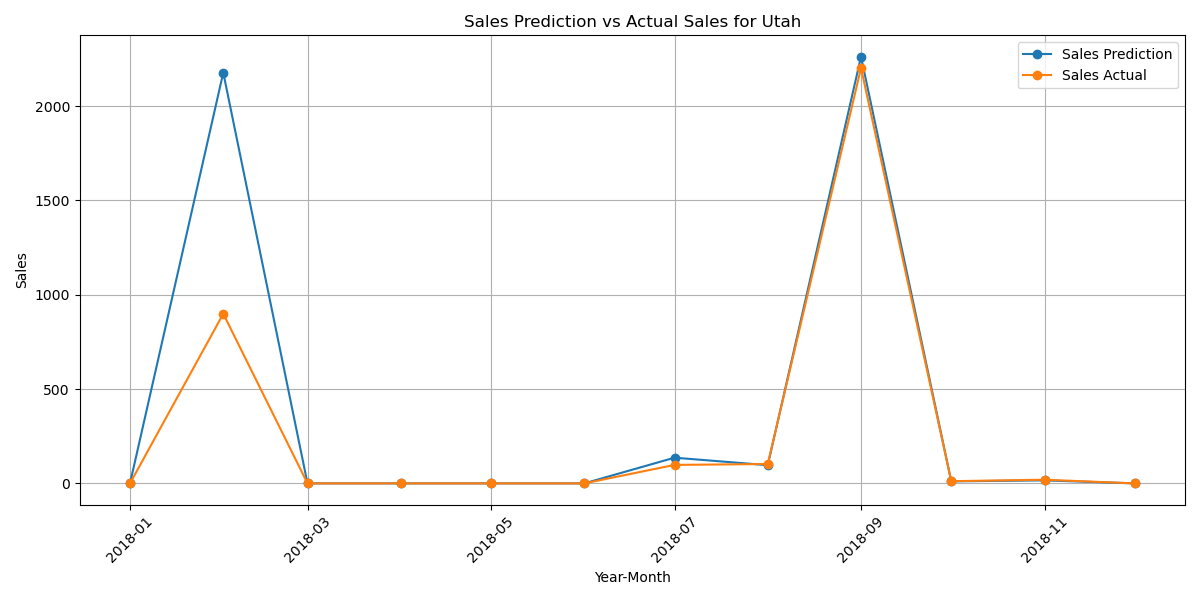 Sales Prediction vs Actual Sales for Utah
Sales Prediction
Sales Actual
Sales
2000
1500
1000
500
0
2018-01
2018-03
2018-05
2018-07
2018-09
2018-11
Year-Month